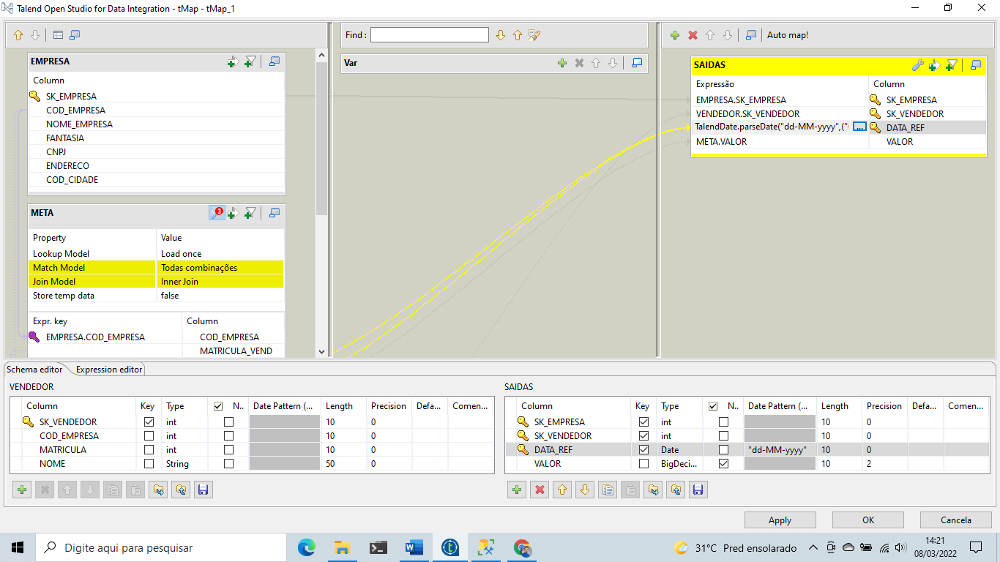 Talend Open Studio for Data Integration - tMap - tMap_1
Find :
Auto map!
EMPRESA
Column
SK_EMPRESA
COD_EMPRESA
NOME_EMPRESA
FANTASIA
CNPJ
ENDERECO
COD_CIDADE
META
3
Property Value
Lookup Model Load once
Match Model Todas combinações
Join Model Inner Join
Store temp data false
Expr. key Column
EMPRESA.COD_EMPRESA COD_EMPRESA
MATRICULA_VEND
Var
SAIDAS
Expressão Column
EMPRESA.SK_EMPRESA SK_EMPRESA
VENDEDOR.SK_VENDEDOR SK_VENDEDOR
TalendDate.parseDate("dd-MM-yyyy",(" ... DATA_REF
META.VALOR VALOR
Schema editor Expression editor
VENDEDOR
Column Key Type N.. Date Pattern (... Length Precision Defa... Comen...
SK_VENDEDOR int 10 0
COD_EMPRESA int 10 0
MATRICULA int 10 0
NOME String 50 0
SAIDAS
Column Key Type N.. Date Pattern (... Length Precision Defa... Comen...
SK_EMPRESA int 10 0
SK_VENDEDOR int 10 0
DATA_REF Date "dd-MM-yyyy" 10 0
VALOR BigDeci... 10 2
Apply OK Cancela
Digite aqui para pesquisar
31°C Pred ensolarado
14:21
08/03/2022